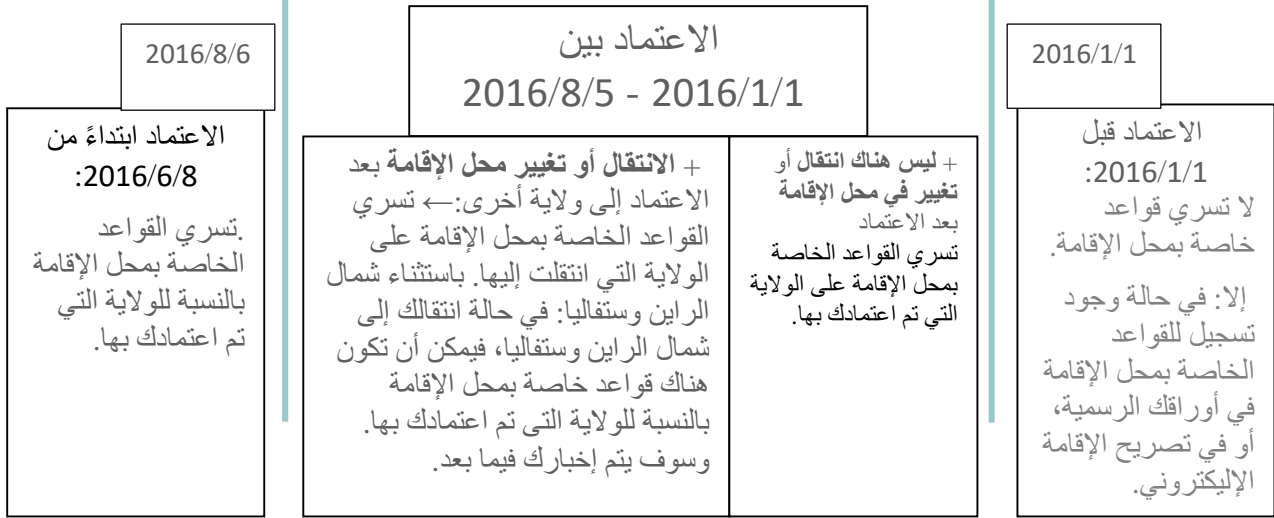 2016/1/1
الاعتماد قبل
2016/1/1:
لا تسري قواعد
خاصة بمحل الإقامة.
إلا: في حالة وجود
تسجيل للقواعد
الخاصة بمحل الإقامة
في أوراقك الرسمية،
أو في تصريح الإقامة
الإليكتروني.
الاعتماد بين
2016/1/1 - 2016/8/5
+ ليس هناك انتقال أو
تغيير في محل الإقامة
بعد الاعتماد
تسري القواعد الخاصة
بمحل الإقامة على الولاية
التي تم اعتمادك بها.
+ الانتقال أو تغيير محل الإقامة بعد
الاعتماد إلى ولاية أخرى:← تسري
القواعد الخاصة بمحل الإقامة على
الولاية التي انتقلت إليها. باستثناء شمال
الراين وستفاليا: في حالة انتقالك إلى
شمال الراين وستفاليا، فيمكن أن تكون
هناك قواعد خاصة بمحل الإقامة
بالنسبة للولاية التى تم اعتمادك بها.
وسوف يتم إخبارك فيما بعد.
2016/8/6
الاعتماد ابتداءً من
2016/6/8:
.تسري القواعد
الخاصة بمحل الإقامة
بالنسبة للولاية التي
تم اعتمادك بها.